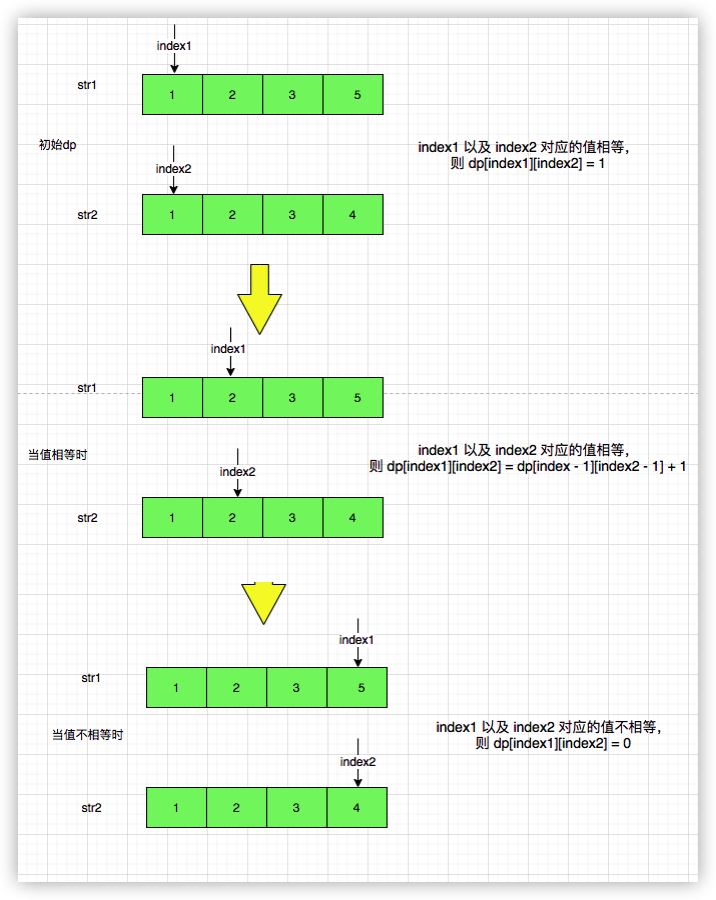 index1
str1
1 2 3 5
初始dp
index1 以及 index2 对应的值相等，
则 dp[index1][index2] = 1
index2
str2
1 2 3 4
index1
str1
1 2 3 5
当值相等时
index1 以及 index2 对应的值相等，
则 dp[index1][index2] = dp[index - 1][index2 - 1] + 1
index2
str2
1 2 3 4
index1
str1
1 2 3 5
当值不相等时
index1 以及 index2 对应的值不相等，
则 dp[index1][index2] = 0
index2
str2
1 2 3 4